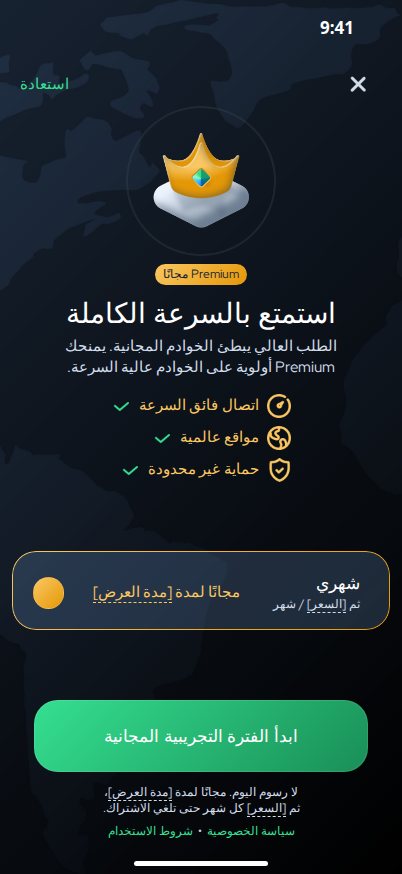 9:41
استعادة
Premium مجانًا
استمتع بالسرعة الكاملة
الطلب العالي يبطئ الخوادم المجانية. يمنحك
Premium أولوية على الخوادم عالية السرعة.
اتصال فائق السرعة
مواقع عالمية
حماية غير محدودة
شهري
ثم [السعر] / شهر
مجانًا لمدة [مدة العرض]
ابدأ الفترة التجريبية المجانية
لا رسوم اليوم. مجانًا لمدة [مدة العرض]،
ثم [السعر] كل شهر حتى تلغي الاشتراك.
سياسة الخصوصية • شروط الاستخدام